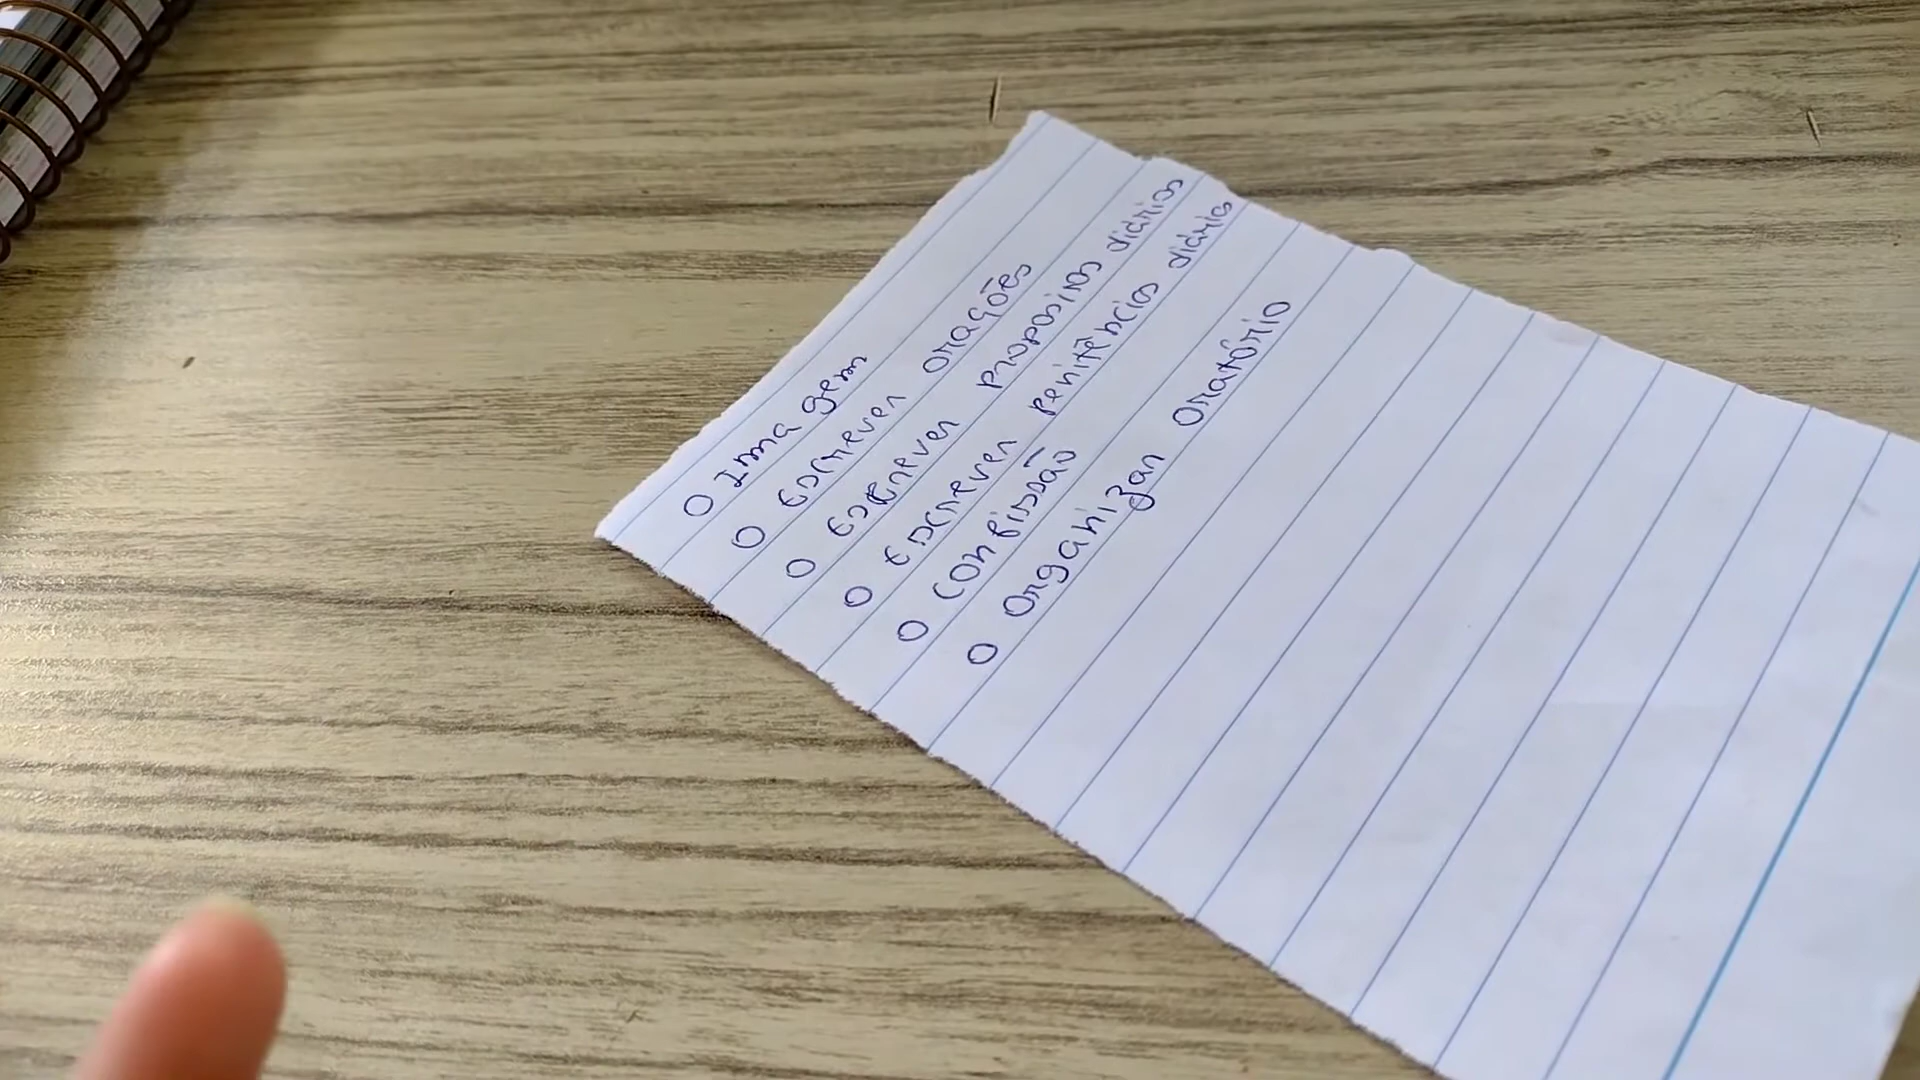 O Imagem
O Escrever orações
O Escrever propósitos diários
O Escrever penitências diárias
O Confissão
O Organizar Oratório